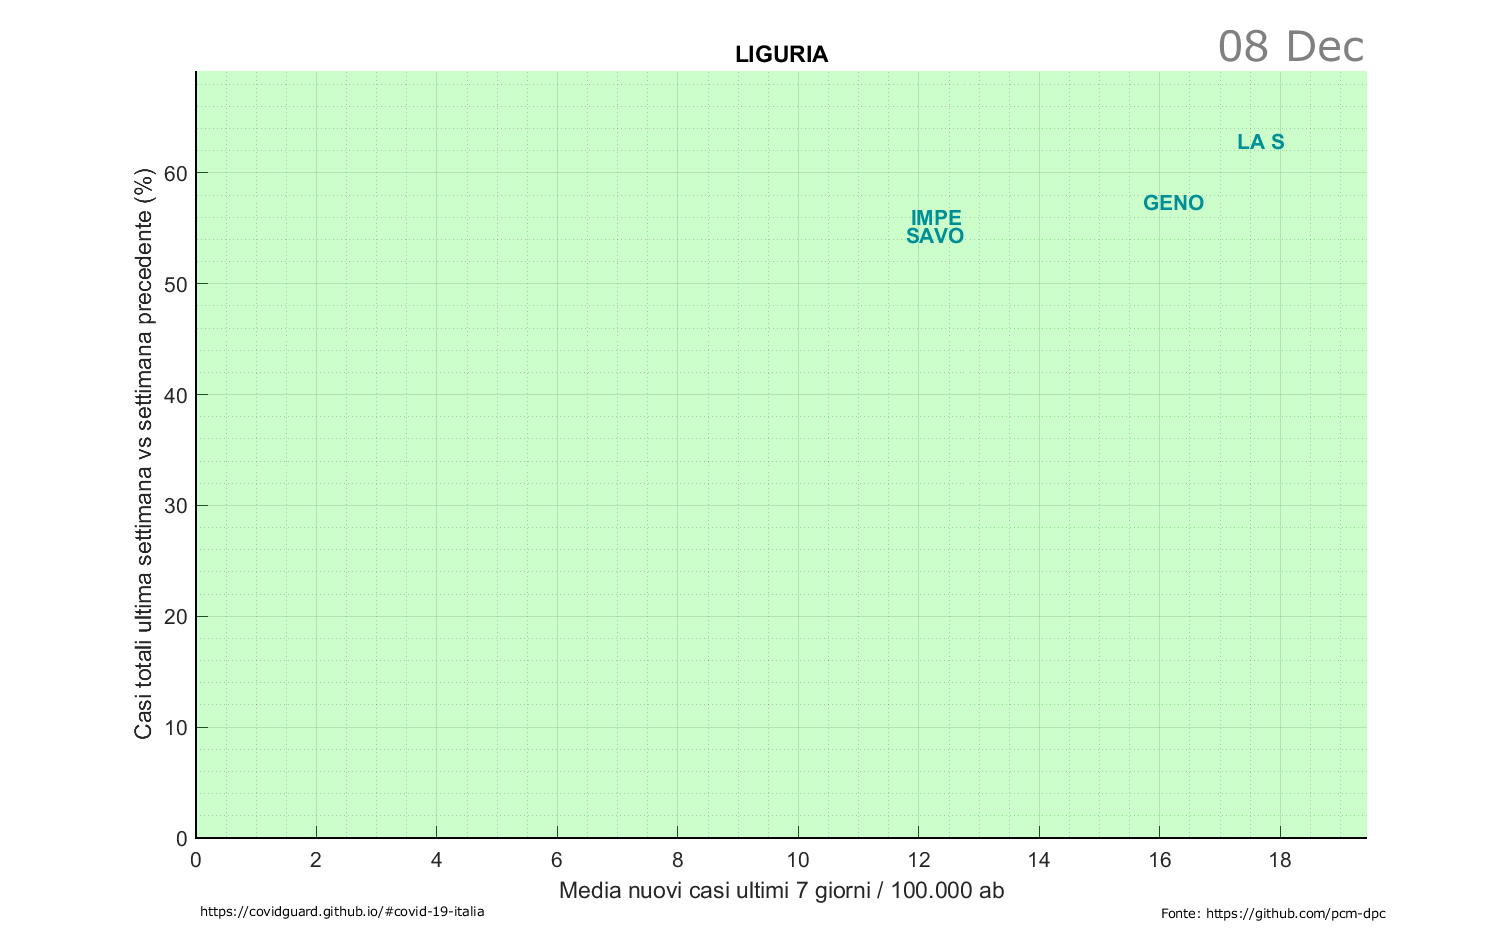 08 Dec
LIGURIA
LA S
GENO
IMPE
SAVO
Casi totali ultima settimana vs settimana precedente (%)
60
50
40
30
20
10
0
0 2 4 6 8 10 12 14 16 18
Media nuovi casi ultimi 7 giorni / 100.000 ab
https://covidguard.github.io/#covid-19-italia
Fonte: https://github.com/pcm-dpc